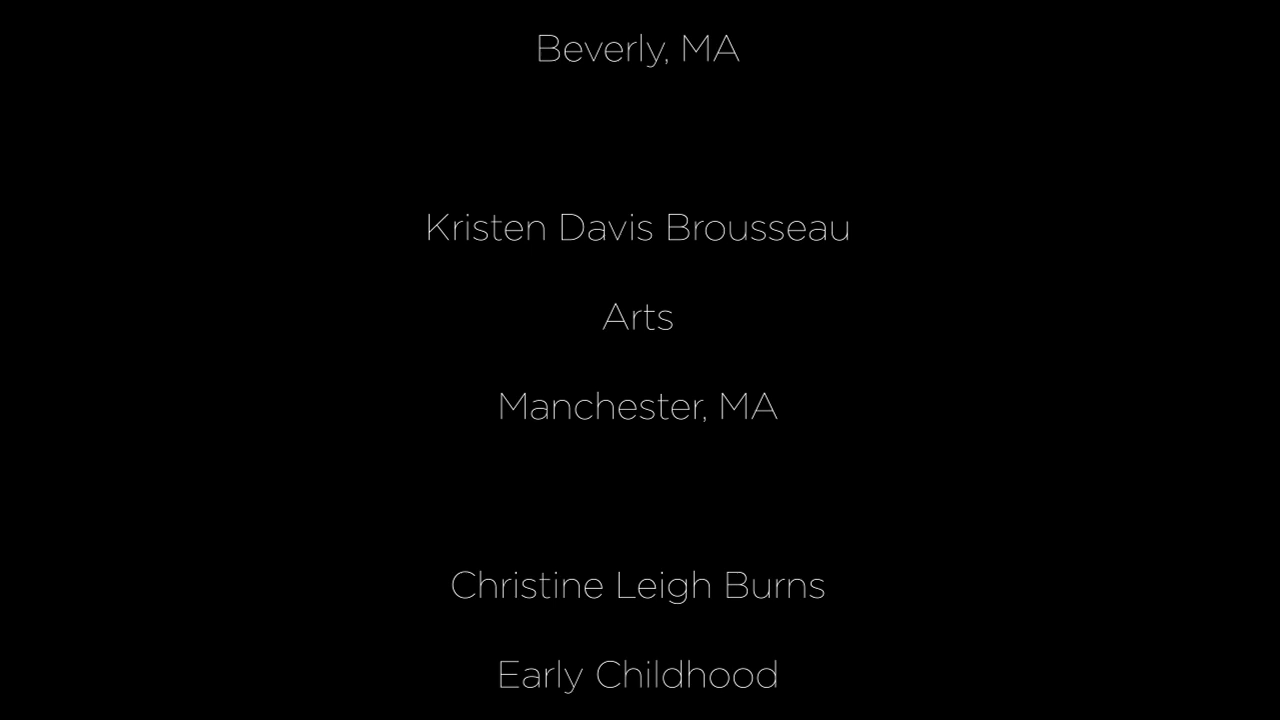 Beverly, MA
Kristen Davis Brousseau
Arts
Manchester, MA
Christine Leigh Burns
Early Childhood